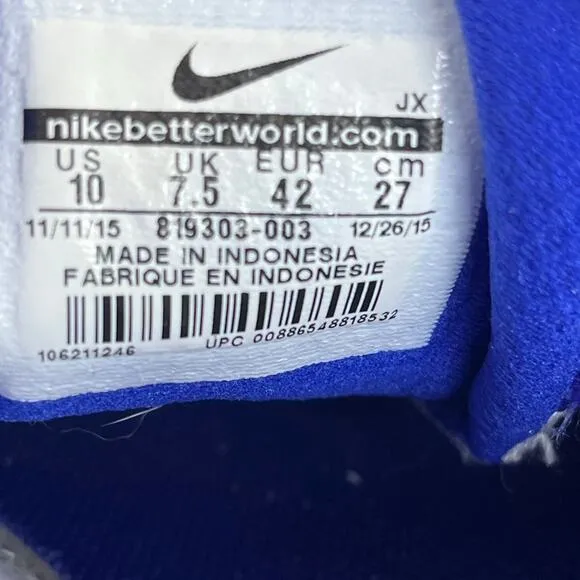 JX
nikebetterworld.com
US UK EUR cm
10 7.5 42 27
11/11/15 819303-003 12/26/15
MADE IN INDONESIA
FABRIQUE EN INDONESIE
106211246 UPC 00886548818532